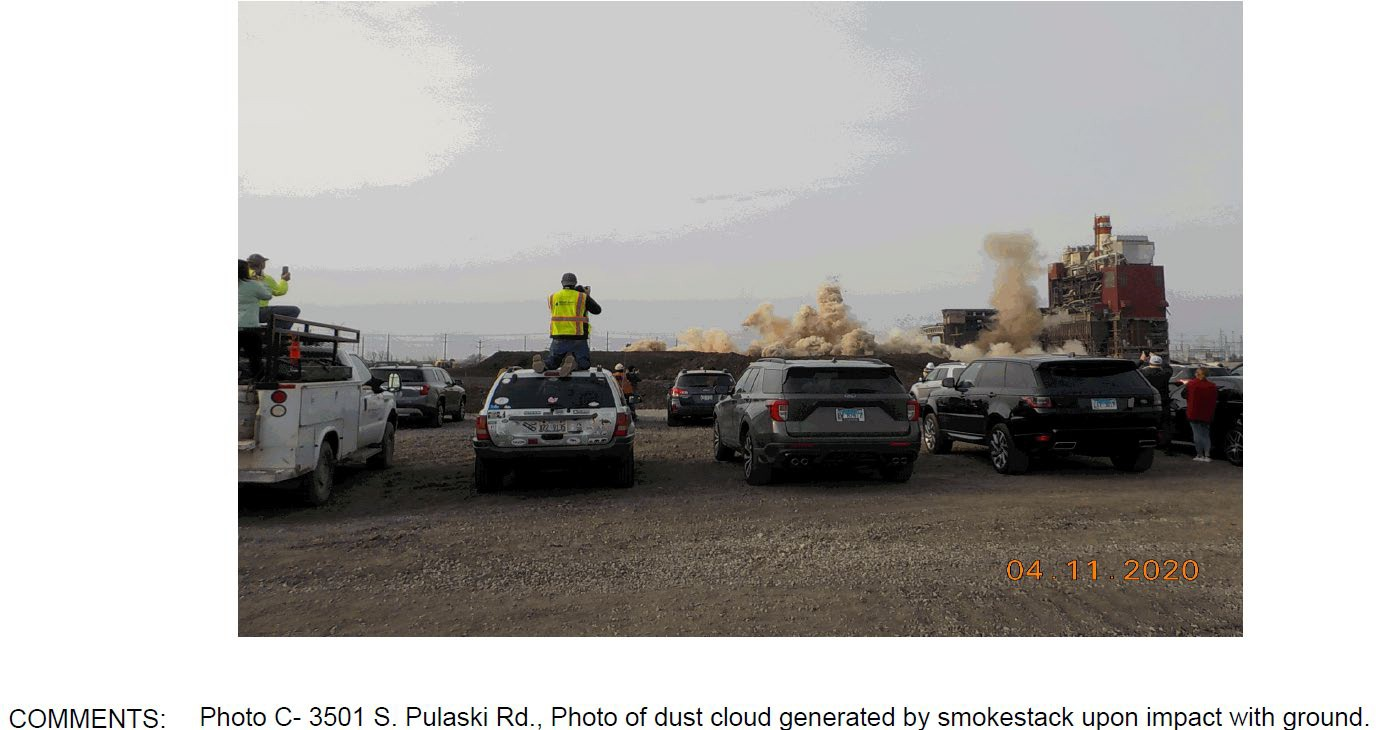 04.11.2020
COMMENTS: Photo C- 3501 S. Pulaski Rd., Photo of dust cloud generated by smokestack upon impact with ground.